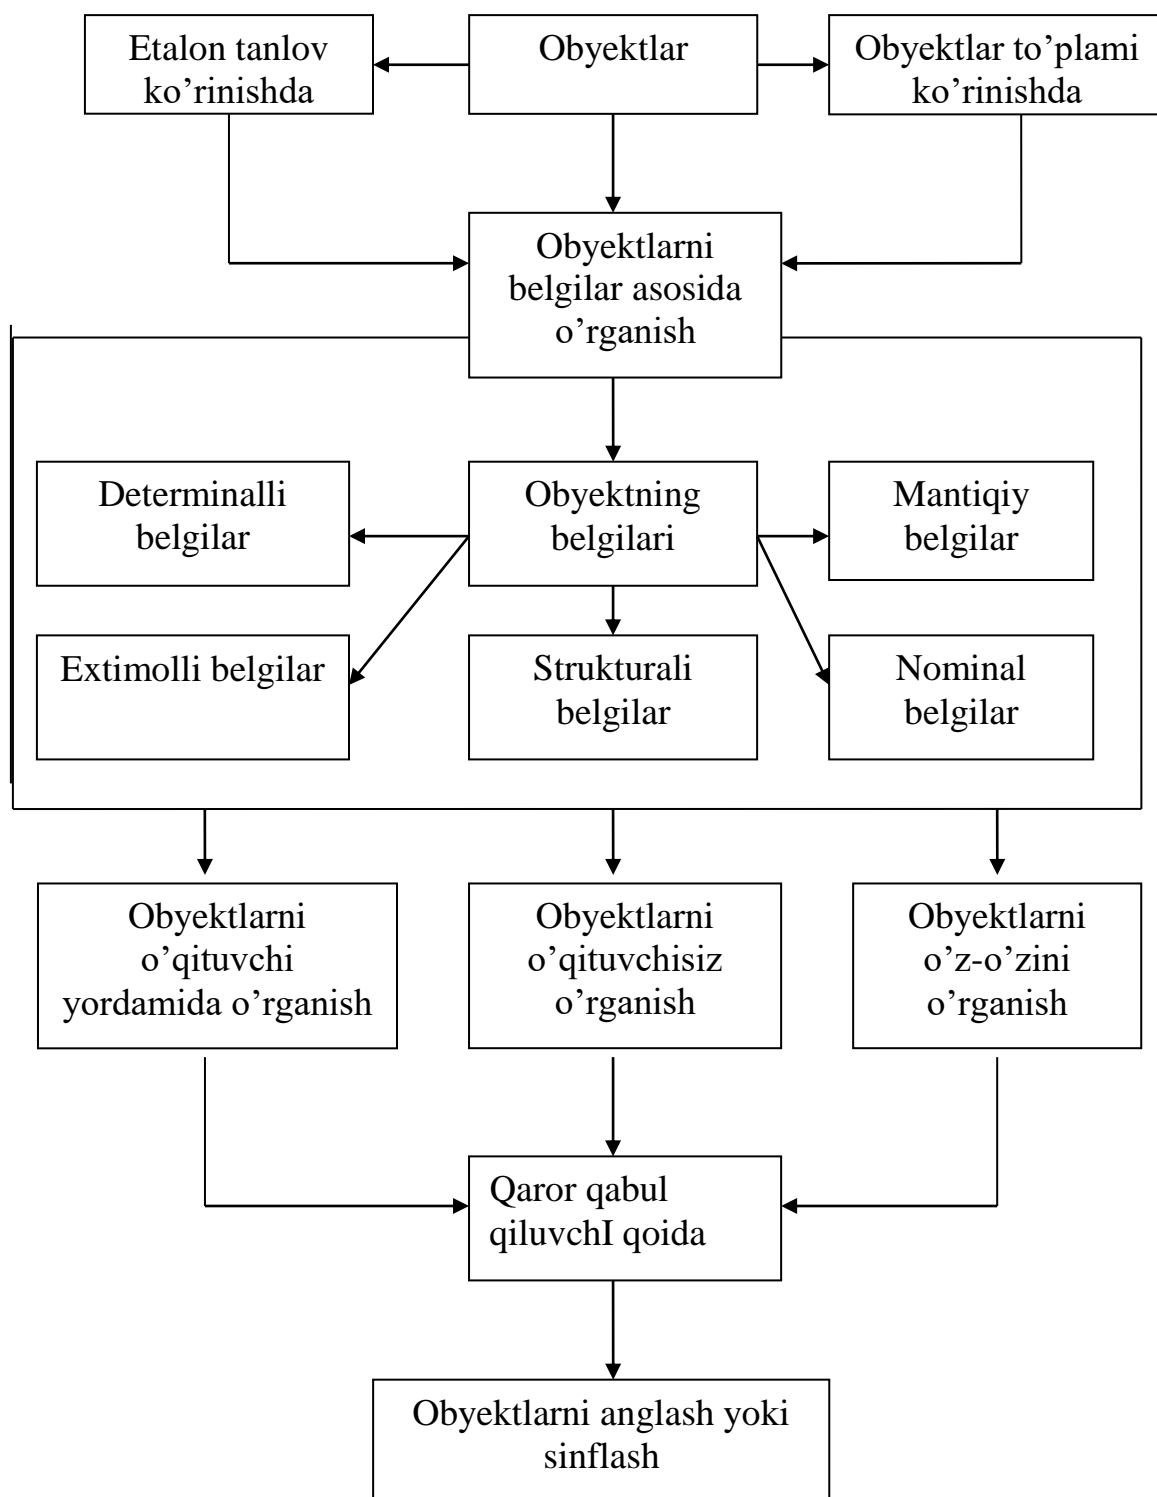 Etalon tanlov
ko’rinishda
Obyektlar
Obyektlar to’plami
ko’rinishda
Obyektlarni
belgilar asosida
o’rganish
Determinalli
belgilar
Obyektning
belgilari
Mantiqiy
belgilar
Extimolli belgilar
Strukturali
belgilar
Nominal
belgilar
Obyektlarni
o’qituvchi
yordamida o’rganish
Obyektlarni
o’qituvchisiz
o’rganish
Obyektlarni
o’z-o’zini
o’rganish
Qaror qabul
qiluvchI qoida
Obyektlarni anglash yoki
sinflash